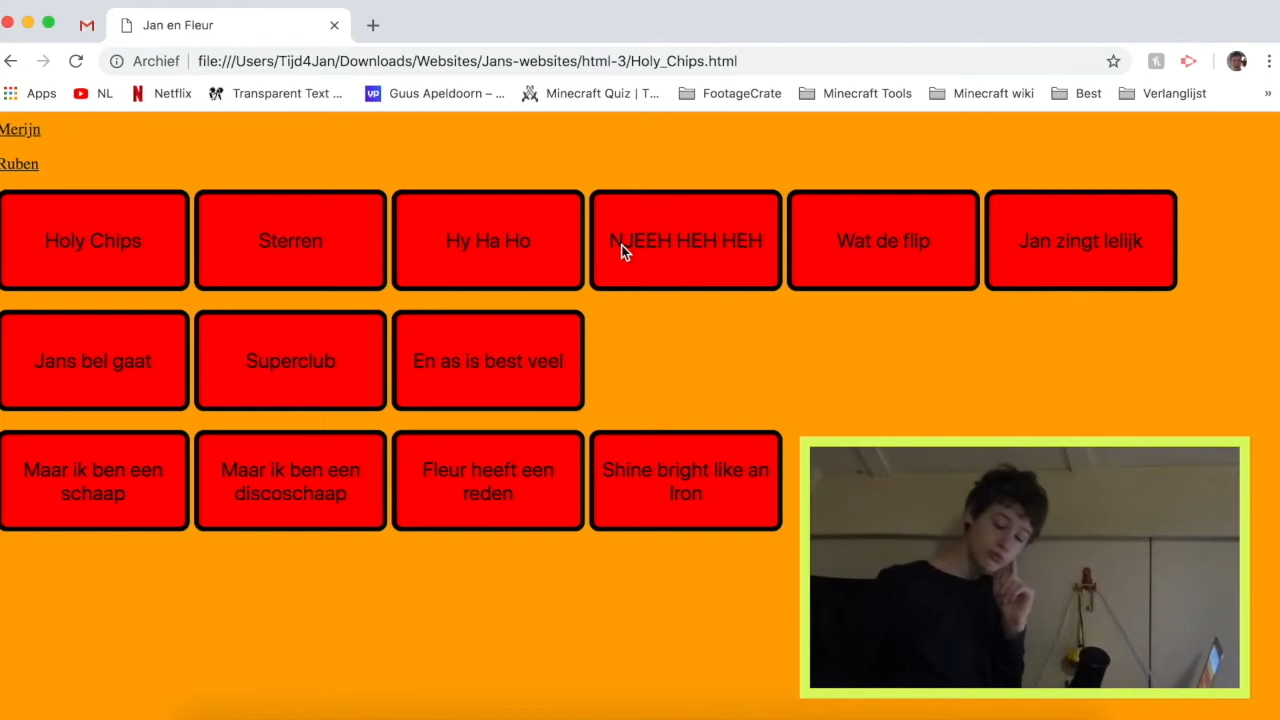 Jan en Fleur
Archief file:///Users/Tijd4Jan/Downloads/Websites/Jans-websites/html-3/Holy_Chips.html
Apps NL Netflix Transparent Text ... up Guus Apeldoorn – ... Minecraft Quiz | T... FootageCrate Minecraft Tools Minecraft wiki Best Verlanglijst »
Merijn
Ruben
Holy Chips Sterren Hy Ha Ho NJEEH HEH HEH Wat de flip Jan zingt lelijk
Jans bel gaat Superclub En as is best veel
Maar ik ben een
schaap
Maar ik ben een
discoschaap
Fleur heeft een
reden
Shine bright like an
Iron